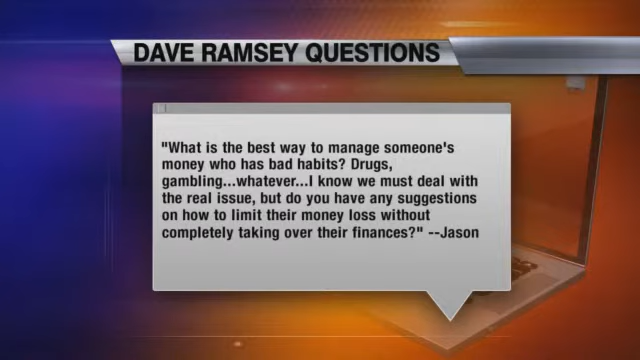 DAVE RAMSEY QUESTIONS
"What is the best way to manage someone's
money who has bad habits? Drugs,
gambling...whatever...I know we must deal with
the real issue, but do you have any suggestions
on how to limit their money loss without
completely taking over their finances?" --Jason